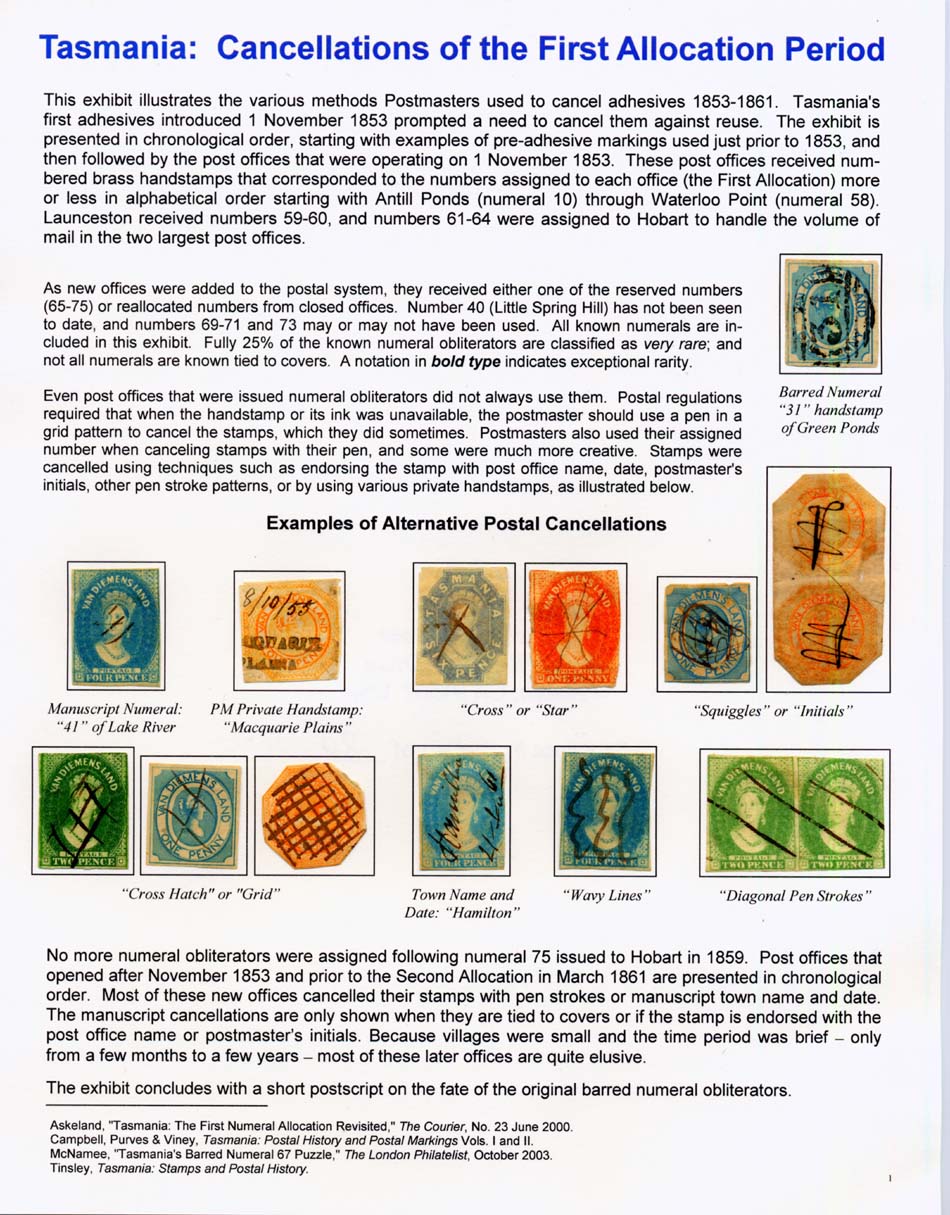 Tasmania: Cancellations of the First Allocation Period
This exhibit illustrates the various methods Postmasters used to cancel adhesives 1853-1861. Tasmania's
first adhesives introduced 1 November 1853 prompted a need to cancel them against reuse. The exhibit is
presented in chronological order, starting with examples of pre-adhesive markings used just prior to 1853, and
then followed by the post offices that were operating on 1 November 1853. These post offices received num-
bered brass handstamps that corresponded to the numbers assigned to each office (the First Allocation) more
or less in alphabetical order starting with Antill Ponds (numeral 10) through Waterloo Point (numeral 58).
Launceston received numbers 59-60, and numbers 61-64 were assigned to Hobart to handle the volume of
mail in the two largest post offices.
As new offices were added to the postal system, they received either one of the reserved numbers
(65-75) or reallocated numbers from closed offices. Number 40 (Little Spring Hill) has not been seen
to date, and numbers 69-71 and 73 may or may not have been used. All known numerals are in-
cluded in this exhibit. Fully 25% of the known numeral obliterators are classified as very rare; and
not all numerals are known tied to covers. A notation in bold type indicates exceptional rarity.
VAN DIEMENS LAND
Barred Numeral
"31" handstamp
of Green Ponds
Even post offices that were issued numeral obliterators did not always use them. Postal regulations
required that when the handstamp or its ink was unavailable, the postmaster should use a pen in a
grid pattern to cancel the stamps, which they did sometimes. Postmasters also used their assigned
number when canceling stamps with their pen, and some were much more creative. Stamps were
cancelled using techniques such as endorsing the stamp with post office name, date, postmaster's
initials, other pen stroke patterns, or by using various private handstamps, as illustrated below.
Examples of Alternative Postal Cancellations
VAN DIEMENS LAND
POSTAGE
FOUR PENCE
8/10/55
TASMANIA
SIX PENCE
VAN DIEMENS LAND
POSTAGE
ONE PENNY
Manuscript Numeral:
"41" of Lake River
PM Private Handstamp:
"Macquarie Plains"
"Cross" or "Star"
"Squiggles" or "Initials"
VAN DIEMENS LAND
POSTAGE
TWO PENCE
VAN DIEMENS LAND
ONE PENNY
Hamilton
VAN DIEMENS LAND
POSTAGE
FOUR PENCE
VAN DIEMENS LAND
POSTAGE
FOUR PENCE
VAN DIEMENS LAND
POSTAGE
TWO PENCE
VAN DIEMENS LAND
POSTAGE
TWO PENCE
"Cross Hatch" or "Grid"
Town Name and
Date: "Hamilton"
"Wavy Lines"
"Diagonal Pen Strokes"
No more numeral obliterators were assigned following numeral 75 issued to Hobart in 1859. Post offices that
opened after November 1853 and prior to the Second Allocation in March 1861 are presented in chronological
order. Most of these new offices cancelled their stamps with pen strokes or manuscript town name and date.
The manuscript cancellations are only shown when they are tied to covers or if the stamp is endorsed with the
post office name or postmaster's initials. Because villages were small and the time period was brief – only
from a few months to a few years – most of these later offices are quite elusive.
The exhibit concludes with a short postscript on the fate of the original barred numeral obliterators.
Askeland, "Tasmania: The First Numeral Allocation Revisited," The Courier, No. 23 June 2000.
Campbell, Purves & Viney, Tasmania: Postal History and Postal Markings Vols. I and II.
McNamee, "Tasmania's Barred Numeral 67 Puzzle," The London Philatelist, October 2003.
Tinsley, Tasmania: Stamps and Postal History.
1